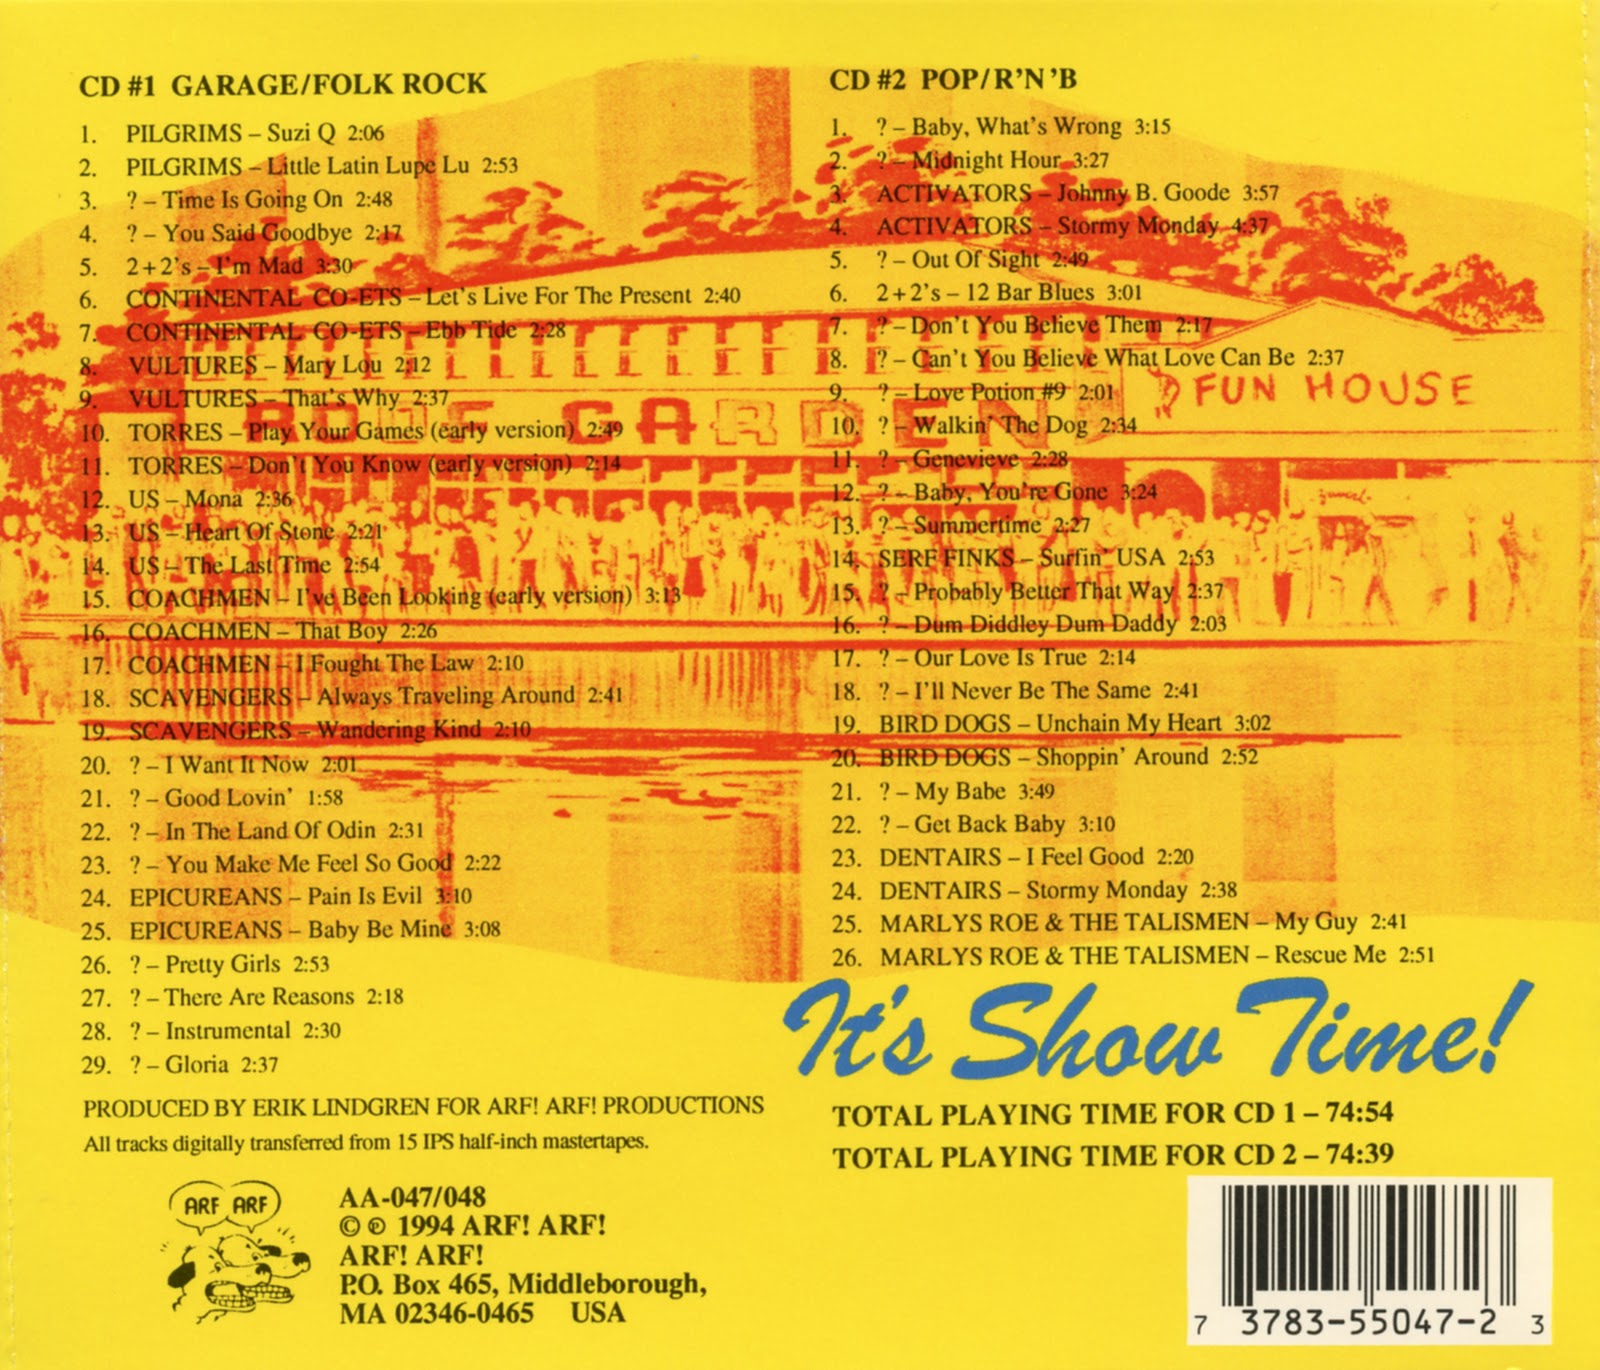 CD #1 GARAGE/FOLK ROCK
1. PILGRIMS – Suzi Q 2:06
2. PILGRIMS – Little Latin Lupe Lu 2:53
3. ? – Time Is Going On 2:48
4. ? – You Said Goodbye 2:17
5. 2+2's – I'm Mad 3:30
6. CONTINENTAL CO-ETS – Let's Live For The Present 2:40
7. CONTINENTAL CO-ETS – Ebb Tide 2:28
8. VULTURES – Mary Lou 2:12
9. VULTURES – That's Why 2:37
10. TORRES – Play Your Games (early version) 2:49
11. TORRES – Don't You Know (early version) 2:14
12. US – Mona 2:36
13. US – Heart Of Stone 2:21
14. US – The Last Time 2:54
15. COACHMEN – I've Been Looking (early version) 3:13
16. COACHMEN – That Boy 2:26
17. COACHMEN – I Fought The Law 2:10
18. SCAVENGERS – Always Traveling Around 2:41
19. SCAVENGERS – Wandering Kind 2:10
20. ? – I Want It Now 2:01
21. ? – Good Lovin' 1:58
22. ? – In The Land Of Odin 2:31
23. ? – You Make Me Feel So Good 2:22
24. EPICUREANS – Pain Is Evil 3:10
25. EPICUREANS – Baby Be Mine 3:08
26. ? – Pretty Girls 2:53
27. ? – There Are Reasons 2:18
28. ? – Instrumental 2:30
29. ? – Gloria 2:37
PRODUCED BY ERIK LINDGREN FOR ARF! ARF! PRODUCTIONS
All tracks digitally transferred from 15 IPS half-inch mastertapes.
ARF ARF
AA-047/048
© ℗ 1994 ARF! ARF!
ARF! ARF!
P.O. Box 465, Middleborough,
MA 02346-0465 USA
CD #2 POP/R'N'B
1. ? – Baby, What's Wrong 3:15
2. ? – Midnight Hour 3:27
3. ACTIVATORS – Johnny B. Goode 3:57
4. ACTIVATORS – Stormy Monday 4:37
5. ? – Out Of Sight 2:49
6. 2+2's – 12 Bar Blues 3:01
7. ? – Don't You Believe Them 2:17
8. ? – Can't You Believe What Love Can Be 2:37
9. ? – Love Potion #9 2:01
10. ? – Walkin' The Dog 2:34
11. ? – Genevieve 2:28
12. ? – Baby, You're Gone 3:24
13. ? – Summertime 2:27
14. SERF FINKS – Surfin' USA 2:53
15. ? – Probably Better That Way 2:37
16. ? – Dum Diddley Dum Daddy 2:03
17. ? – Our Love Is True 2:14
18. ? – I'll Never Be The Same 2:41
19. BIRD DOGS – Unchain My Heart 3:02
20. BIRD DOGS – Shoppin' Around 2:52
21. ? – My Babe 3:49
22. ? – Get Back Baby 3:10
23. DENTAIRS – I Feel Good 2:20
24. DENTAIRS – Stormy Monday 2:38
25. MARLYS ROE & THE TALISMEN – My Guy 2:41
26. MARLYS ROE & THE TALISMEN – Rescue Me 2:51
GARDEN
FUN HOUSE
It's Show Time!
TOTAL PLAYING TIME FOR CD 1 – 74:54
TOTAL PLAYING TIME FOR CD 2 – 74:39
7 3783-55047-2 3